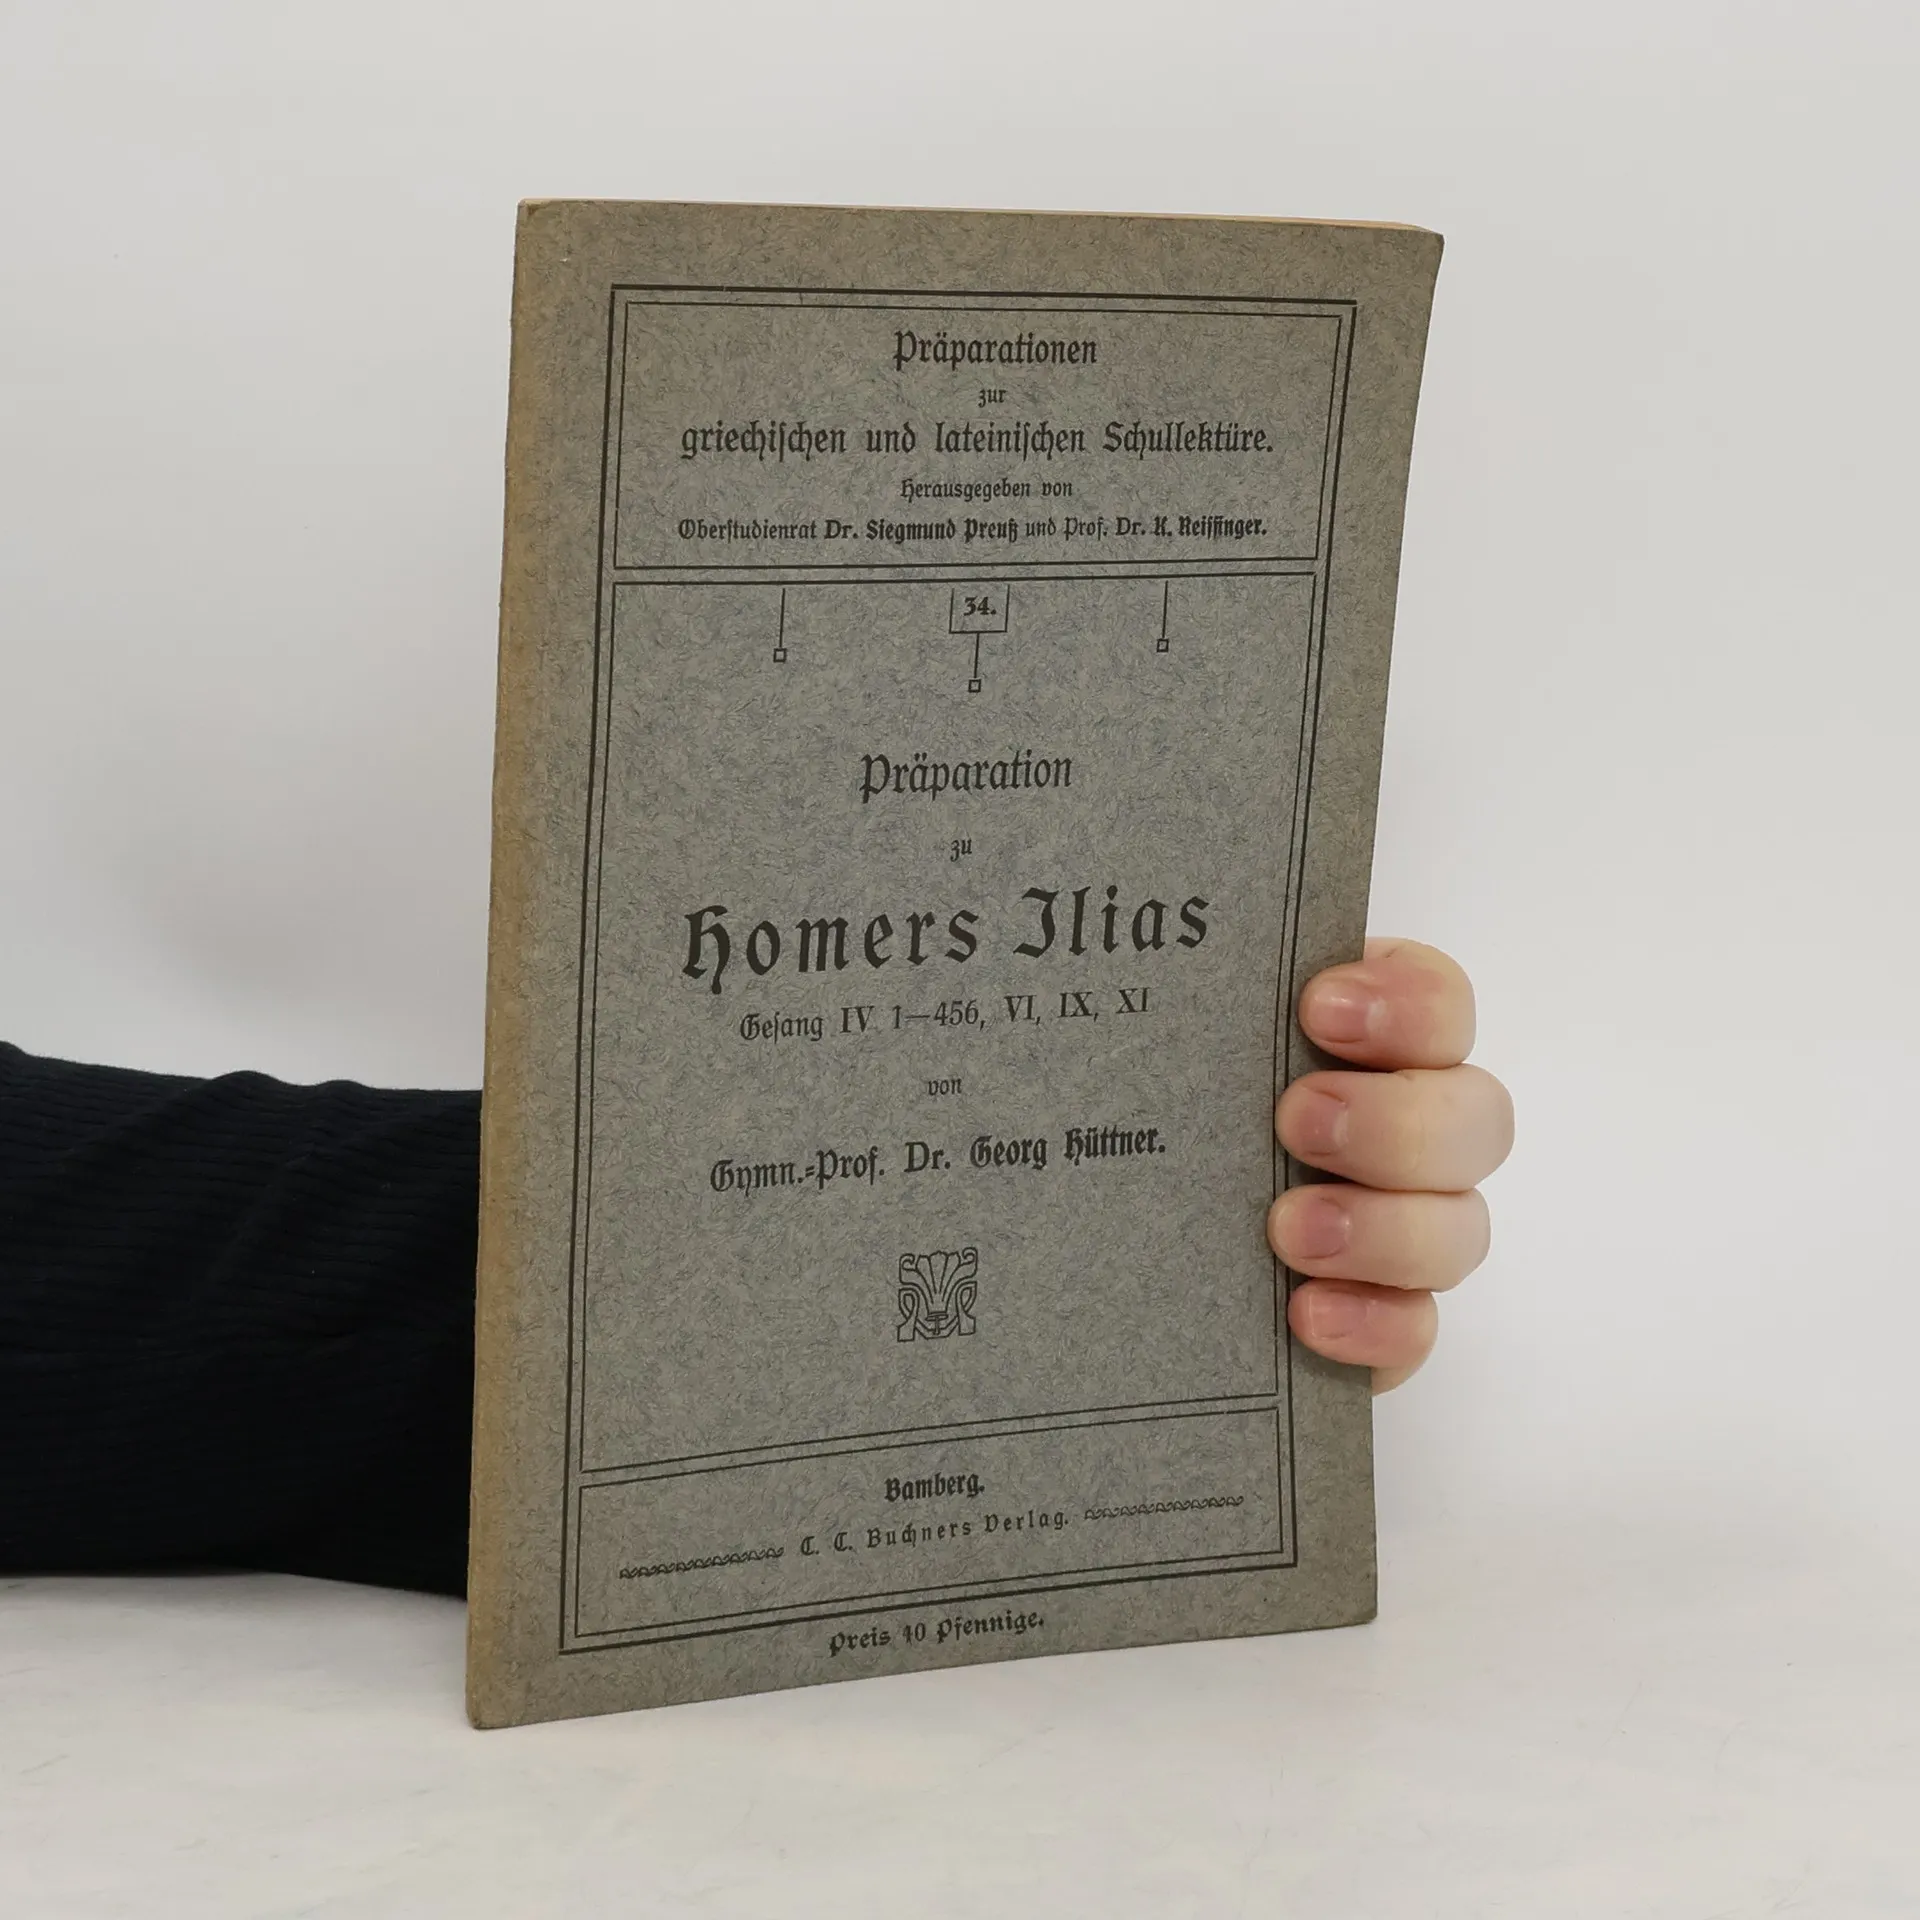 Präparationen
zur
griechiſchen und lateiniſchen Schullektüre.
Herausgegeben von
Oberſtudienrat Dr. Siegmund Preuß und Prof. Dr. K. Reiſſinger.
34.
Präparation
zu
Homers Ilias
Geſang IV 1—456, VI, IX, XI
von
Gymn.=Prof. Dr. Georg Hüttner.
Bamberg.
C. C. Buchners Verlag.
Preis 40 Pfennige.